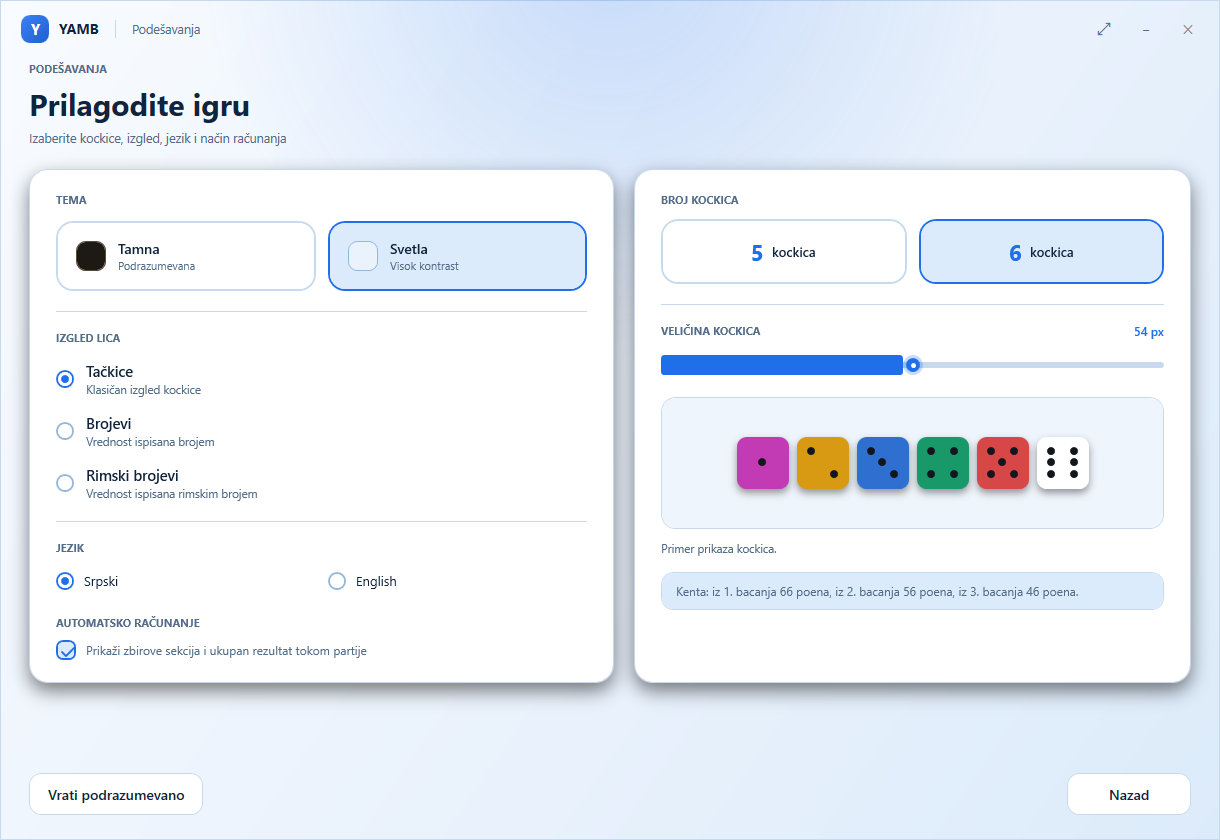 Y YAMB Podešavanja
PODEŠAVANJA
Prilagodite igru
Izaberite kockice, izgled, jezik i način računanja
TEMA
Tamna
Podrazumevana
Svetla
Visok kontrast
IZGLED LICA
Tačkice
Klasičan izgled kockice
Brojevi
Vrednost ispisana brojem
Rimski brojevi
Vrednost ispisana rimskim brojem
JEZIK
Srpski
English
AUTOMATSKO RAČUNANJE
Prikaži zbirove sekcija i ukupan rezultat tokom partije
BROJ KOCKICA
5 kockica
6 kockica
VELIČINA KOCKICA
54 px
Primer prikaza kockica.
Kenta: iz 1. bacanja 66 poena, iz 2. bacanja 56 poena, iz 3. bacanja 46 poena.
Vrati podrazumevano
Nazad